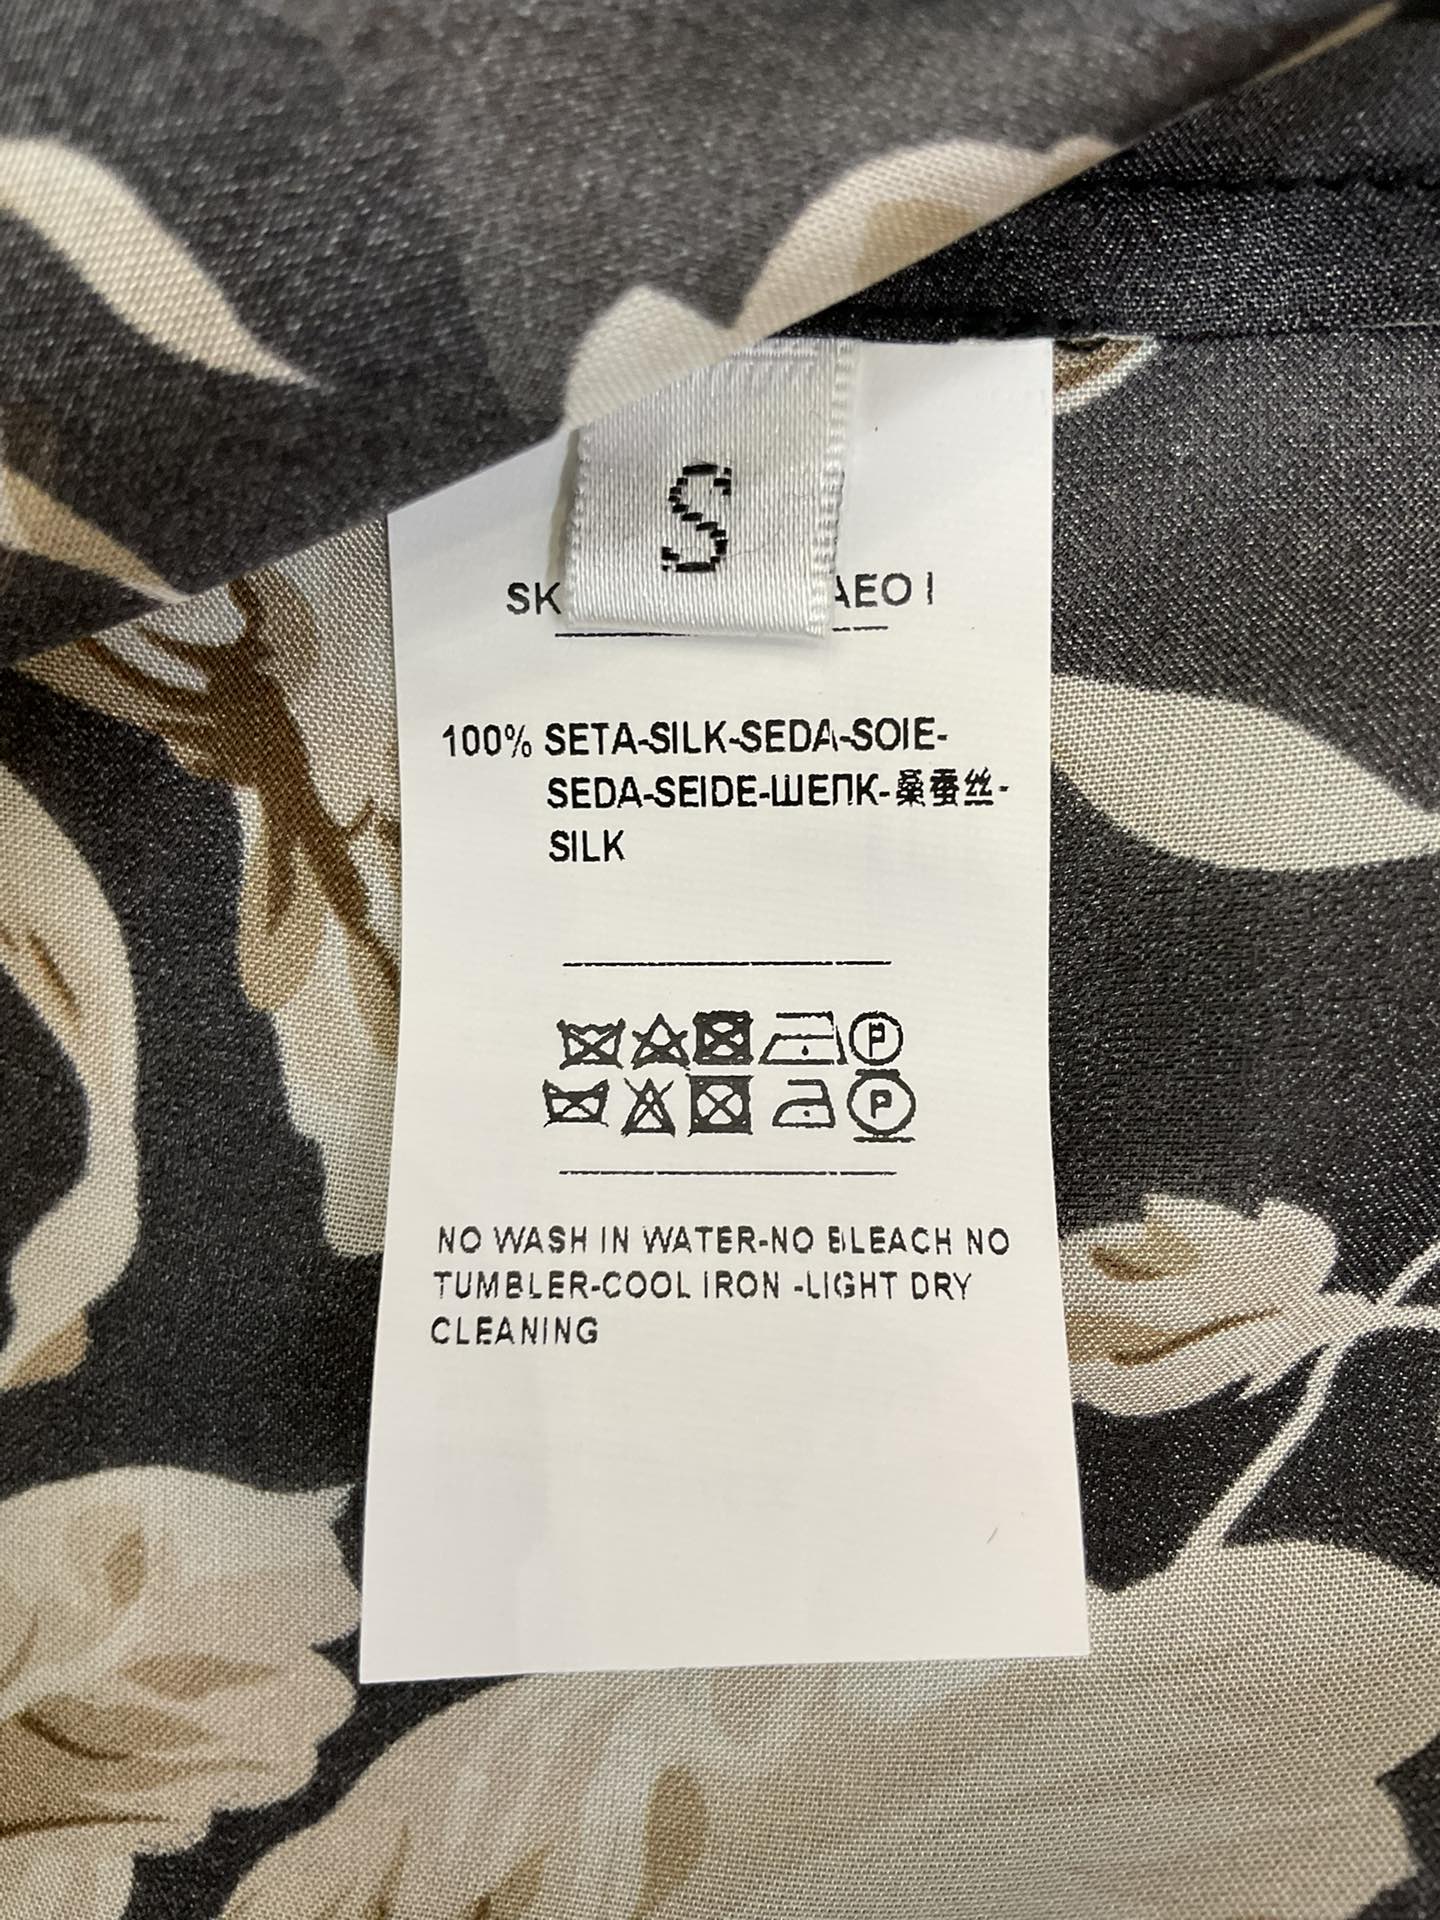 S
SK AEO I
100% SETA-SILK-SEDA-SOIE-
SEDA-SEIDE-ШЕПК-桑蚕丝-
SILK
NO WASH IN WATER-NO BLEACH NO
TUMBLER-COOL IRON -LIGHT DRY
CLEANING